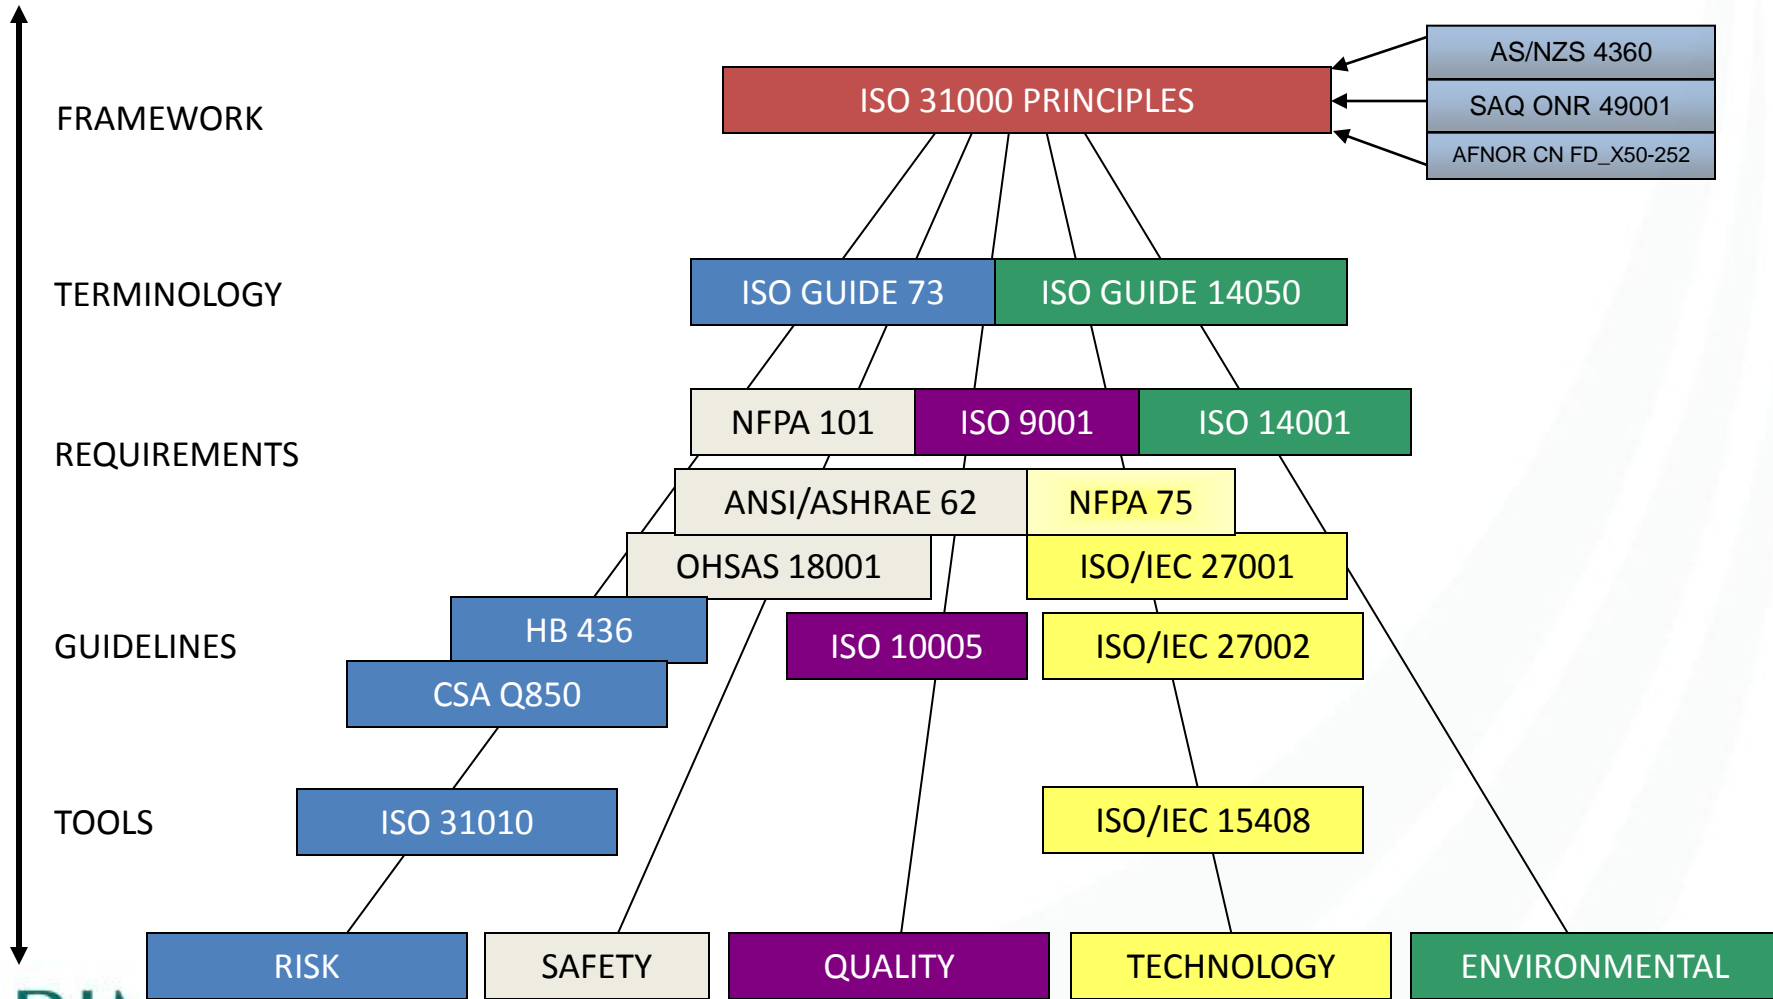 AS/NZS 4360
ISO 31000 PRINCIPLES
SAQ ONR 49001
FRAMEWORK
AFNOR CN FD_X50-252
TERMINOLOGY
ISO GUIDE 73
ISO GUIDE 14050
REQUIREMENTS
NFPA 101
ISO 9001
ISO 14001
ANSI/ASHRAE 62
NFPA 75
OHSAS 18001
ISO/IEC 27001
GUIDELINES
HB 436
ISO 10005
ISO/IEC 27002
CSA Q850
TOOLS
ISO 31010
ISO/IEC 15408
RISK
SAFETY
QUALITY
TECHNOLOGY
ENVIRONMENTAL